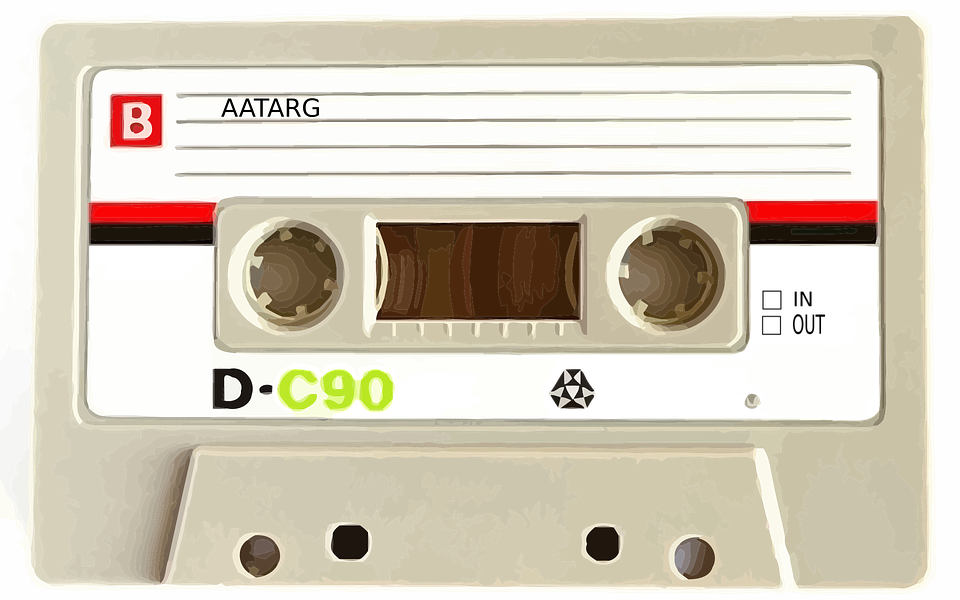 B
AATARG
IN
OUT
D-C90